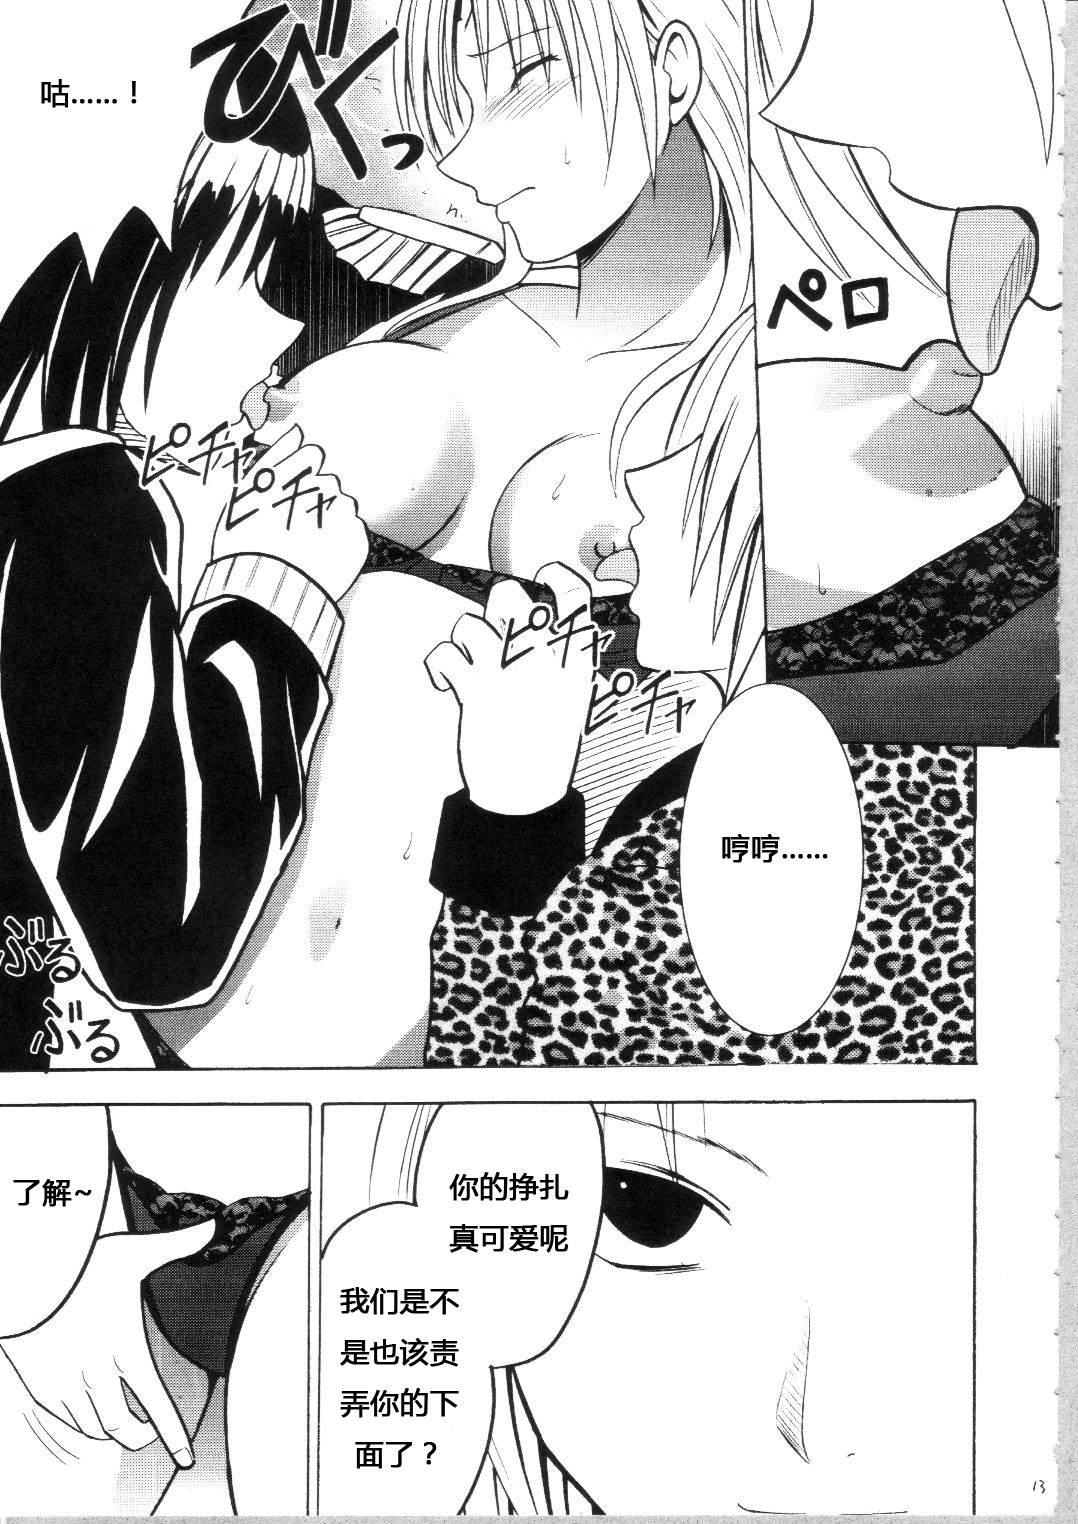 ペロ
びくっ
咕……！
ピチャ
ピチャ
ピチャ
ピチャ
哼哼……
ぶる
ぶる
你的挣扎
真可爱呢
我们是不
是也该责
弄你的下
面了？
了解~
13